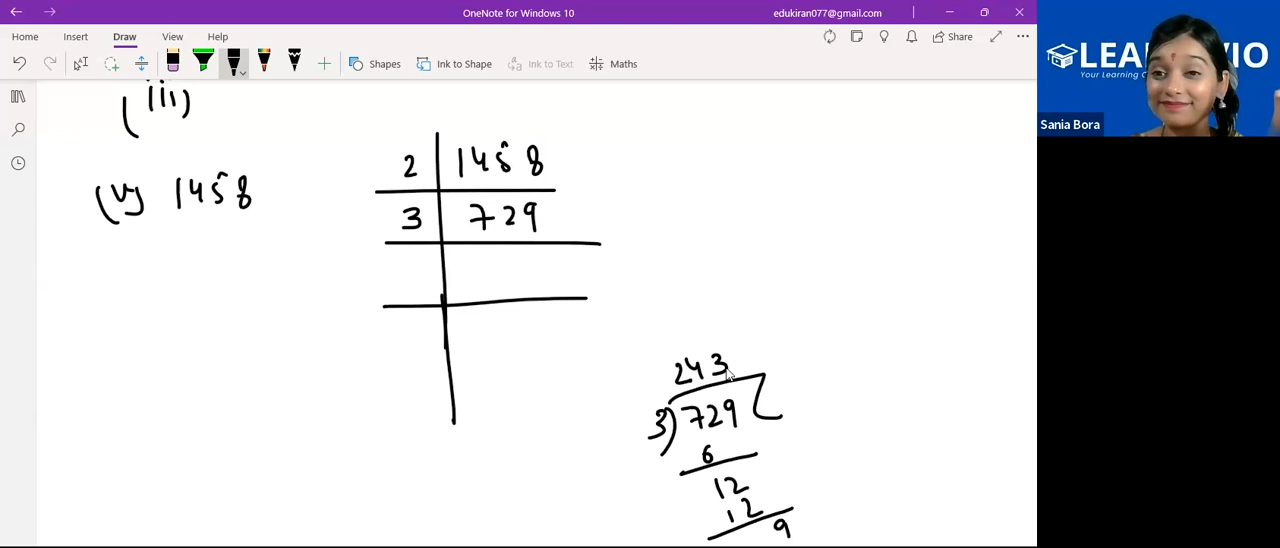 OneNote for Windows 10
edukiran077@gmail.com
Home Insert Draw View Help
Share
Shapes Ink to Shape Ink to Text Maths
Your Learning
Sania Bora
(iii)
(v) 1458
2 1458
3 729
243
3) 729
6
12
12
9